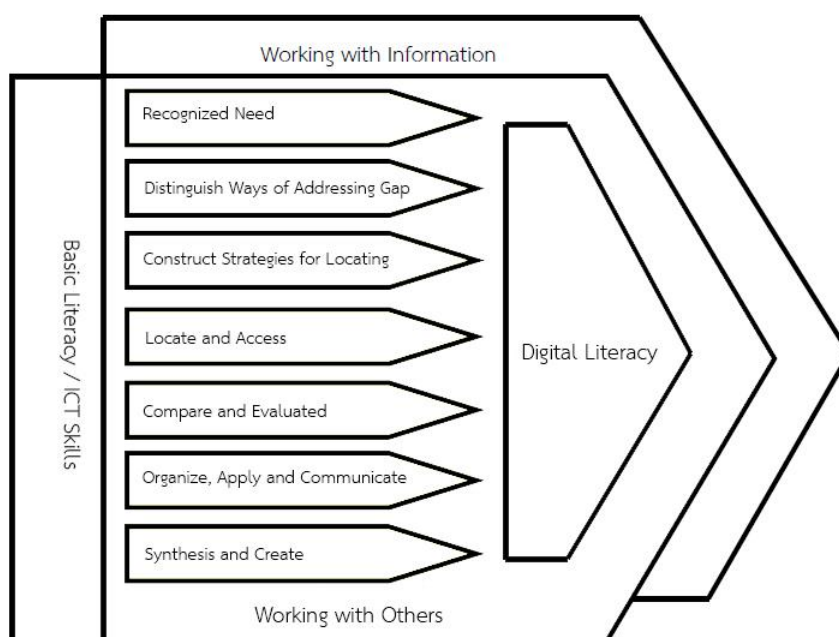 Working with Information
Basic Literacy / ICT Skills
Recognized Need
Distinguish Ways of Addressing Gap
Construct Strategies for Locating
Locate and Access
Compare and Evaluated
Organize, Apply and Communicate
Synthesis and Create
Digital Literacy
Working with Others